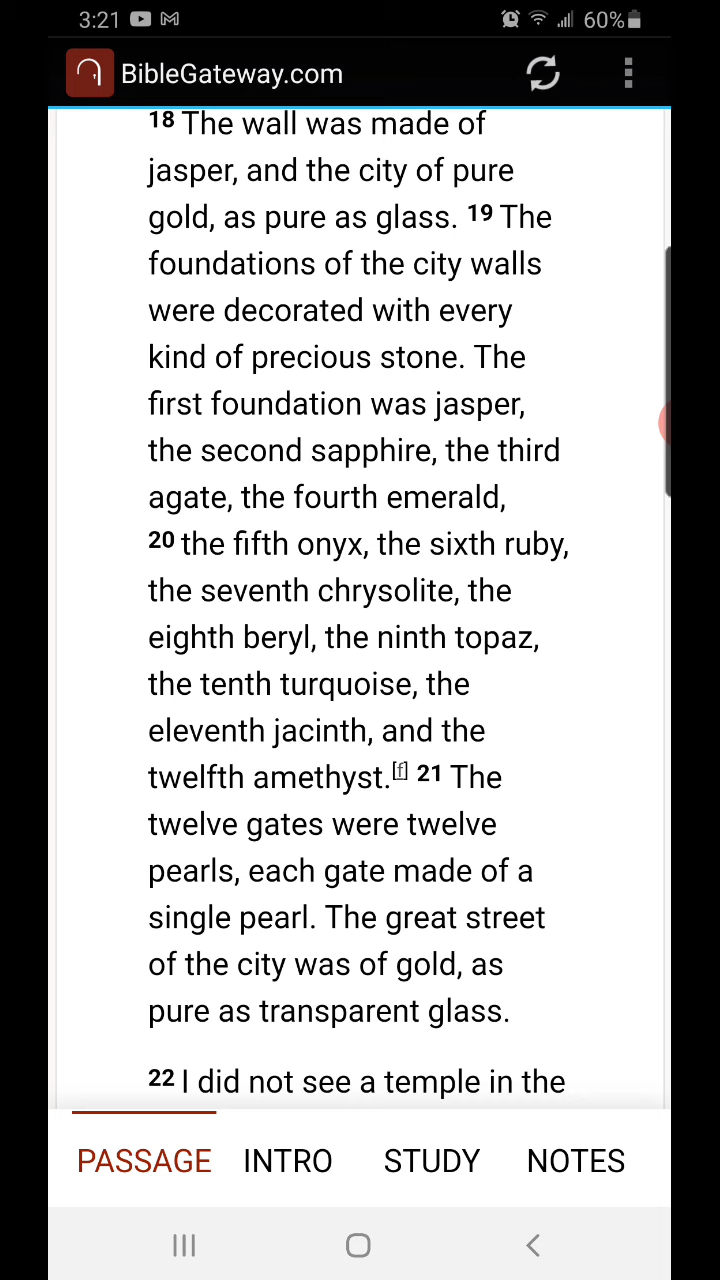 3:21 60%
BibleGateway.com
18 The wall was made of
jasper, and the city of pure
gold, as pure as glass. 19 The
foundations of the city walls
were decorated with every
kind of precious stone. The
first foundation was jasper,
the second sapphire, the third
agate, the fourth emerald,
20 the fifth onyx, the sixth ruby,
the seventh chrysolite, the
eighth beryl, the ninth topaz,
the tenth turquoise, the
eleventh jacinth, and the
twelfth amethyst.[f] 21 The
twelve gates were twelve
pearls, each gate made of a
single pearl. The great street
of the city was of gold, as
pure as transparent glass.
22 I did not see a temple in the
PASSAGE INTRO STUDY NOTES